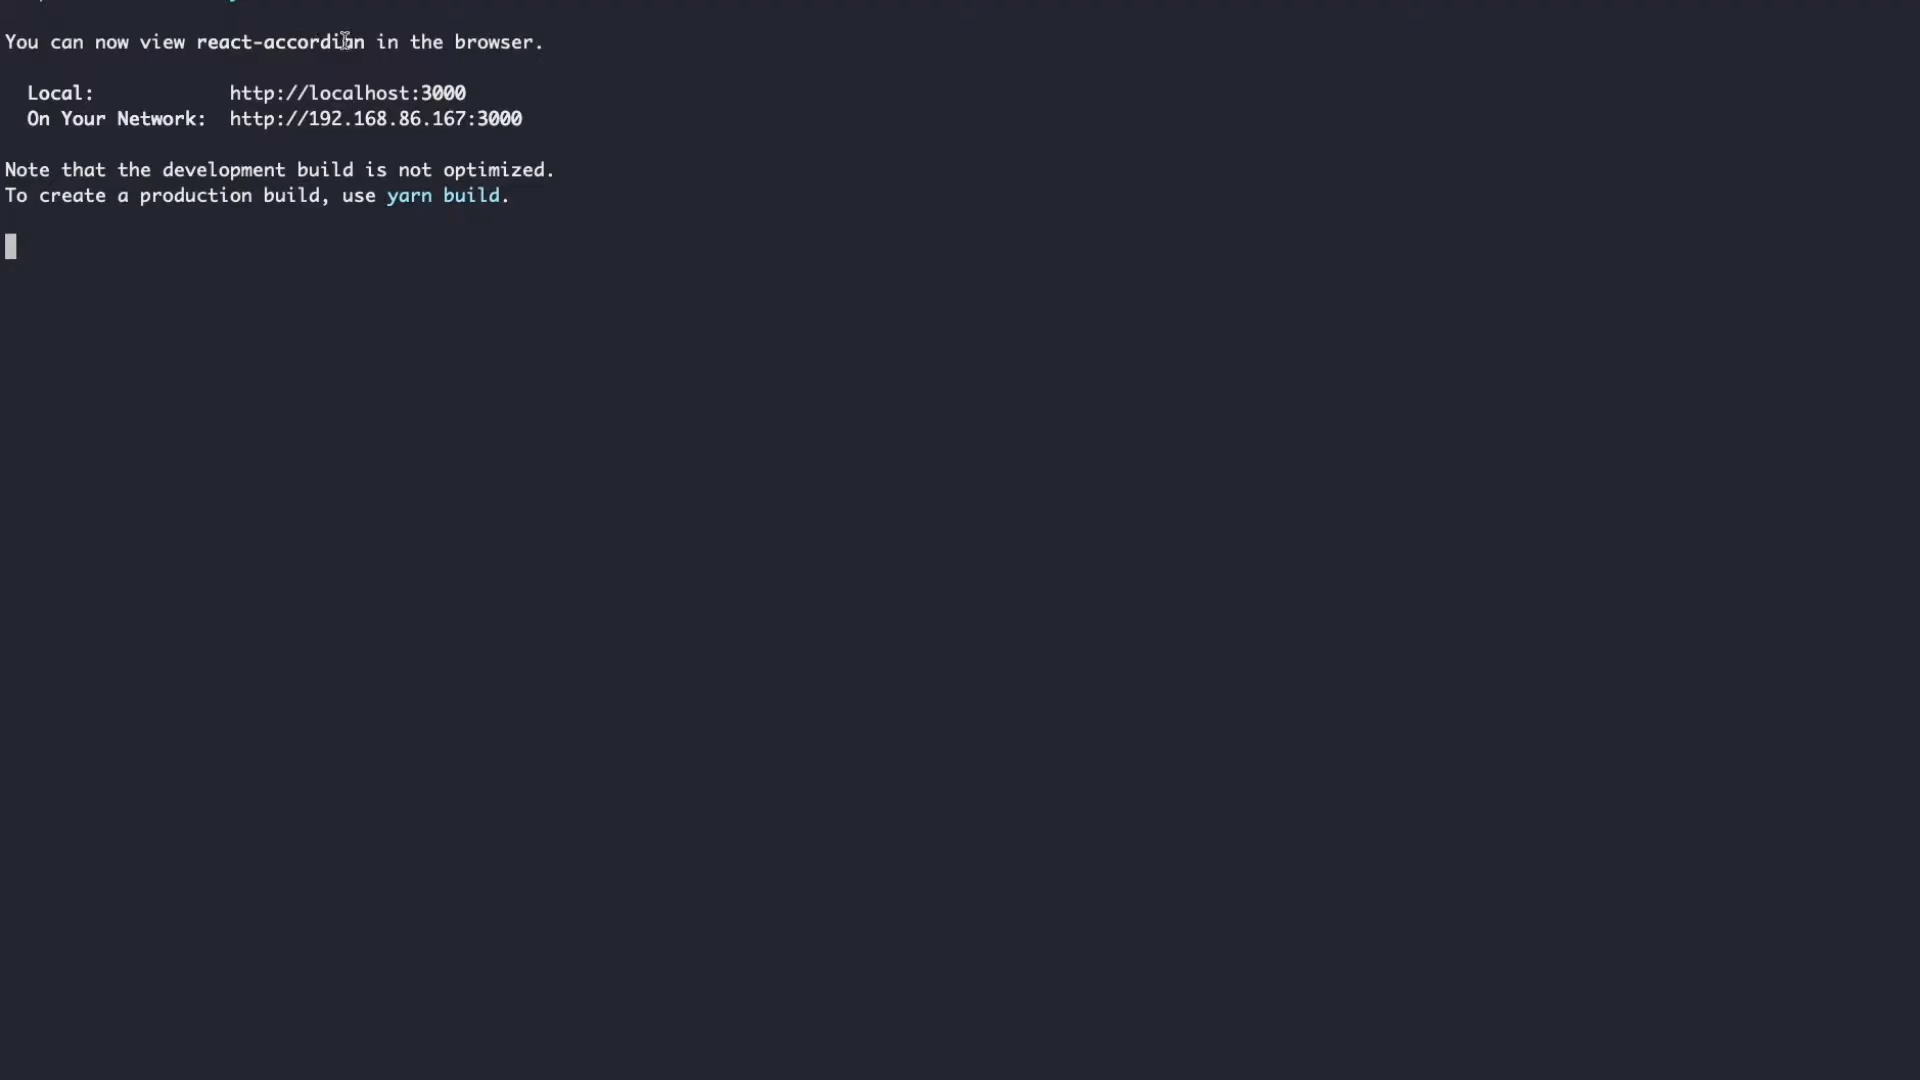 You can now view react-accordian in the browser.
Local: http://localhost:3000
On Your Network: http://192.168.86.167:3000
Note that the development build is not optimized.
To create a production build, use yarn build.